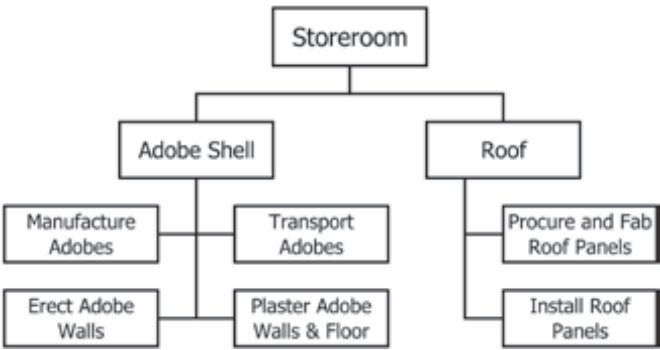 Storeroom
Adobe Shell
Roof
Manufacture
Adobes
Transport
Adobes
Procure and Fab
Roof Panels
Erect Adobe
Walls
Plaster Adobe
Walls & Floor
Install Roof
Panels